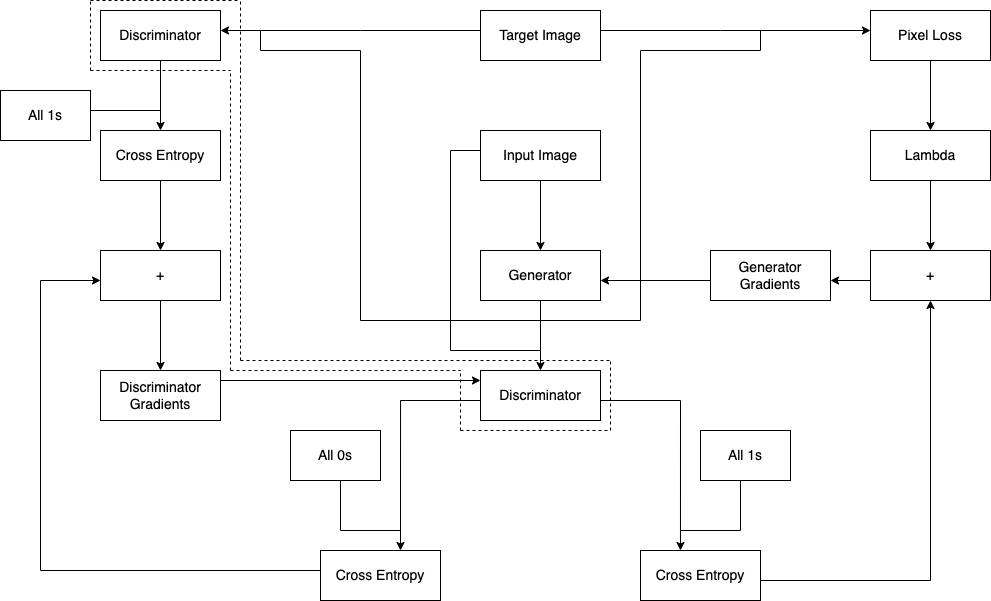 Discriminator
Target Image
Pixel Loss
All 1s
Cross Entropy
Input Image
Lambda
+
Generator
Generator
Gradients
+
Discriminator
Gradients
Discriminator
All 0s
All 1s
Cross Entropy
Cross Entropy